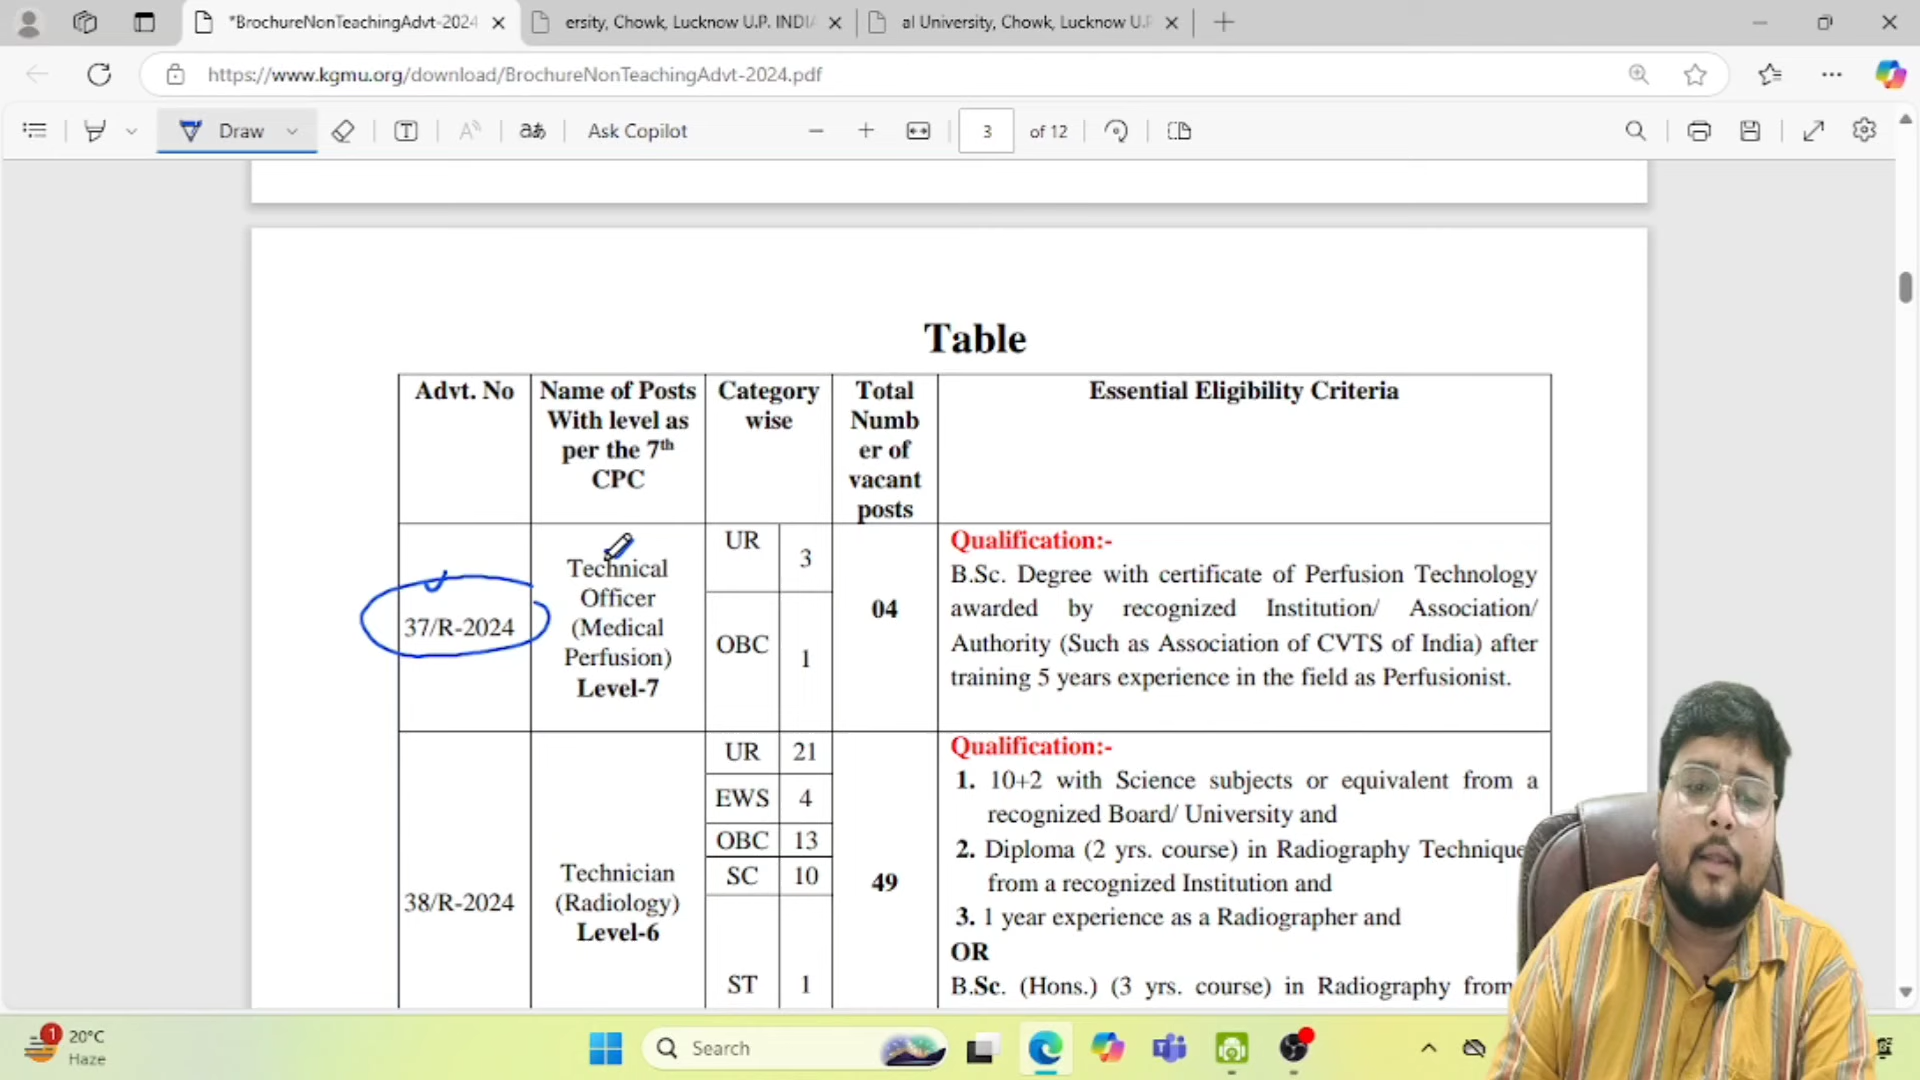 *BrochureNonTeachingAdvt-2024
ersity, Chowk, Lucknow U.P. INDIA
al University, Chowk, Lucknow U.P
https://www.kgmu.org/download/BrochureNonTeachingAdvt-2024.pdf
Draw
Ask Copilot
3 of 12
Table
Advt. No
Name of Posts
With level as
per the 7th
CPC
Category
wise
Total
Numb
er of
vacant
posts
Essential Eligibility Criteria
37/R-2024
Technical
Officer
(Medical
Perfusion)
Level-7
UR 3
OBC 1
04
Qualification:-
B.Sc. Degree with certificate of Perfusion Technology
awarded by recognized Institution/ Association/
Authority (Such as Association of CVTS of India) after
training 5 years experience in the field as Perfusionist.
38/R-2024
Technician
(Radiology)
Level-6
UR 21
EWS 4
OBC 13
SC 10
ST 1
49
Qualification:-
1. 10+2 with Science subjects or equivalent from a
recognized Board/ University and
2. Diploma (2 yrs. course) in Radiography Technique
from a recognized Institution and
3. 1 year experience as a Radiographer and
OR
B.Sc. (Hons.) (3 yrs. course) in Radiography from
1
20°C
Haze
Search